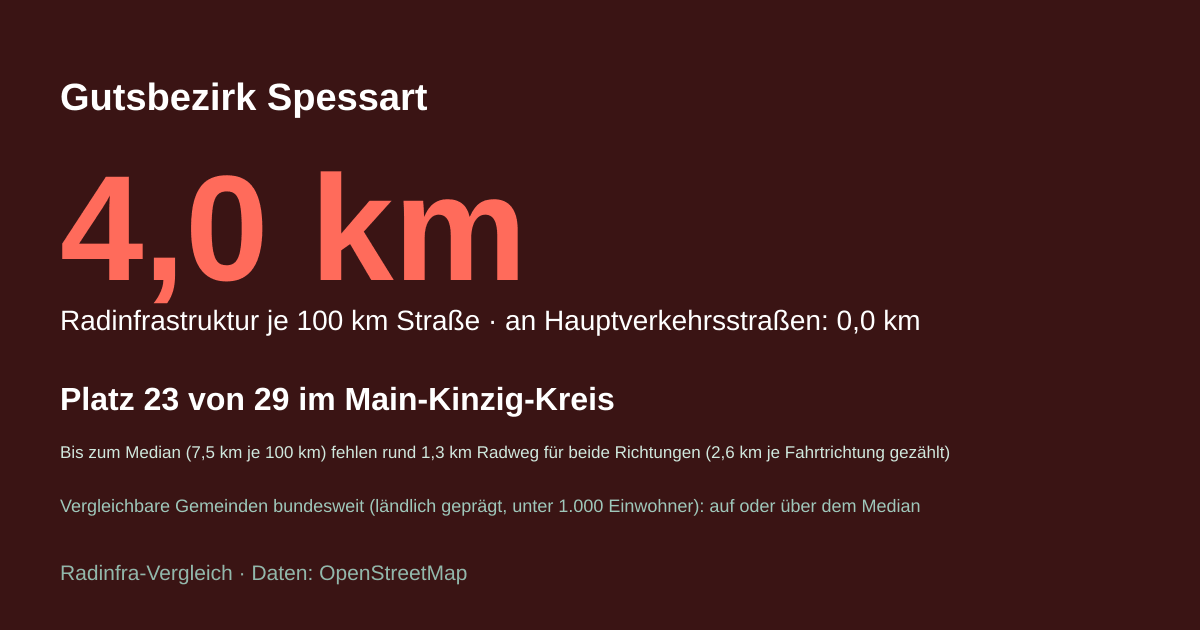 Gutsbezirk Spessart
4,0 km
Radinfrastruktur je 100 km Straße · an Hauptverkehrsstraßen: 0,0 km
Platz 23 von 29 im Main-Kinzig-Kreis
Bis zum Median (7,5 km je 100 km) fehlen rund 1,3 km Radweg für beide Richtungen (2,6 km je Fahrtrichtung gezählt)
Vergleichbare Gemeinden bundesweit (ländlich geprägt, unter 1.000 Einwohner): auf oder über dem Median
Radinfra-Vergleich · Daten: OpenStreetMap